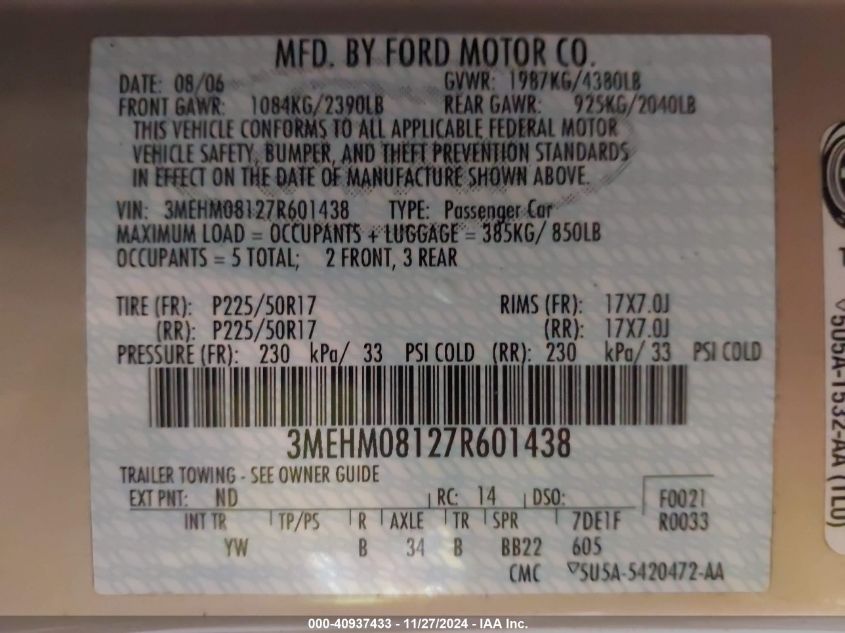 MFD. BY FORD MOTOR CO.
DATE: 08/06 GVWR: 1987KG/4380LB
FRONT GAWR: 1084KG/2390LB REAR GAWR: 925KG/2040LB
THIS VEHICLE CONFORMS TO ALL APPLICABLE FEDERAL MOTOR
VEHICLE SAFETY, BUMPER, AND THEFT PREVENTION STANDARDS
IN EFFECT ON THE DATE OF MANUFACTURE SHOWN ABOVE.
VIN: 3MEHM08127R601438 TYPE: Passenger Car
MAXIMUM LOAD = OCCUPANTS + LUGGAGE = 385KG/ 850LB
OCCUPANTS = 5 TOTAL; 2 FRONT, 3 REAR
TIRE (FR): P225/50R17 RIMS (FR): 17X7.0J
(RR): P225/50R17 (RR): 17X7.0J
PRESSURE (FR): 230 kPa/ 33 PSI COLD (RR): 230 kPa/ 33 PSI COLD
3MEHM08127R601438
TRAILER TOWING - SEE OWNER GUIDE
EXT PNT: ND RC: 14 DSO: F0021
INT TR TP/PS R AXLE TR SPR 7DE1F R0033
YW B 34 B BB22 605
CMC 5U5A-5420472-AA
5U5A-1532-AA (TL0)
000-40937433 - 11/27/2024 - IAA Inc.